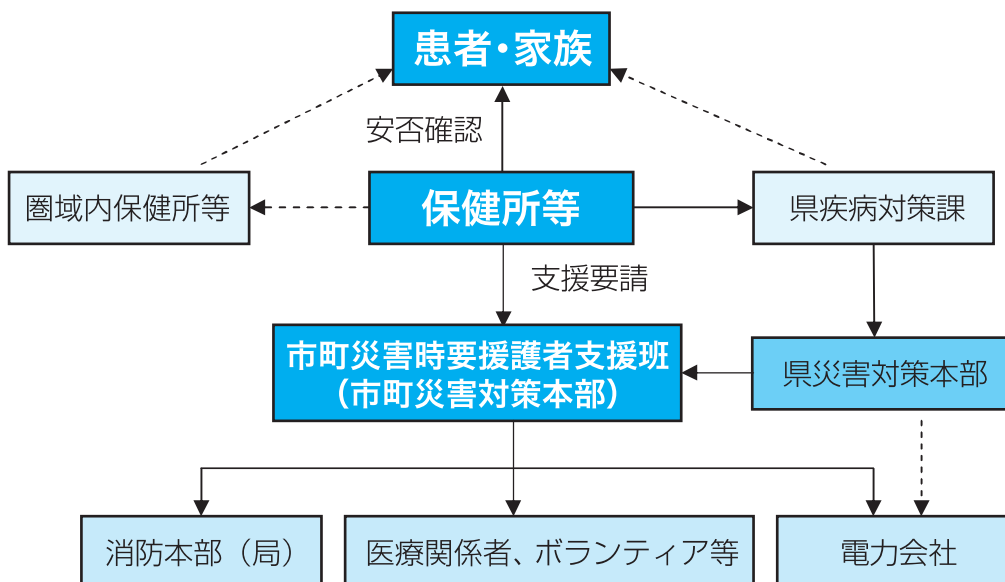 患者・家族
安否確認
圏域内保健所等
保健所等
県疾病対策課
支援要請
市町災害時要援護者支援班
（市町災害対策本部）
県災害対策本部
消防本部（局）
医療関係者、ボランティア等
電力会社